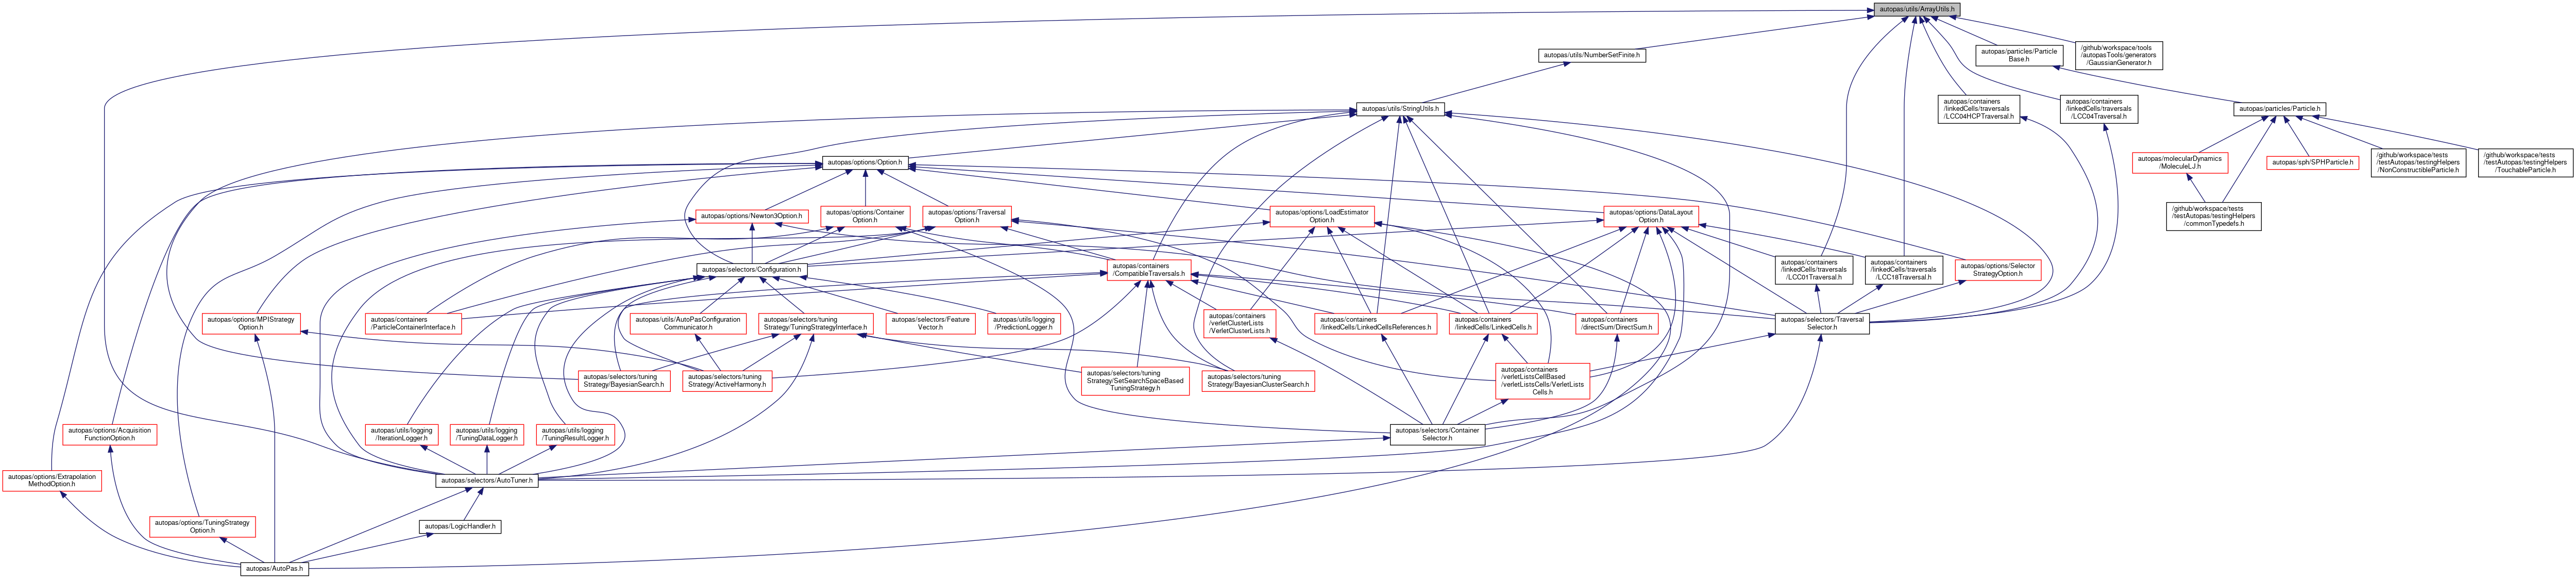 autopas/utils/ArrayUtils.h
autopas/utils/NumberSetFinite.h
autopas/particles/Particle
Base.h
/github/workspace/tools
/autopasTools/generators
/GaussianGenerator.h
autopas/utils/StringUtils.h
autopas/containers
/linkedCells/traversals
/LCC04HCPTraversal.h
autopas/containers
/linkedCells/traversals
/LCC04Traversal.h
autopas/particles/Particle.h
autopas/options/Option.h
autopas/molecularDynamics
/MoleculeLJ.h
autopas/sph/SPHParticle.h
/github/workspace/tests
/testAutopas/testingHelpers
/NonConstructibleParticle.h
/github/workspace/tests
/testAutopas/testingHelpers
/TouchableParticle.h
autopas/options/Newton3Option.h
autopas/options/Container
Option.h
autopas/options/Traversal
Option.h
autopas/options/LoadEstimator
Option.h
autopas/options/DataLayout
Option.h
/github/workspace/tests
/testAutopas/testingHelpers
/commonTypedefs.h
autopas/selectors/Configuration.h
autopas/containers
/CompatibleTraversals.h
autopas/containers
/linkedCells/traversals
/LCC01Traversal.h
autopas/containers
/linkedCells/traversals
/LCC18Traversal.h
autopas/options/Selector
StrategyOption.h
autopas/options/MPIStrategy
Option.h
autopas/containers
/ParticleContainerInterface.h
autopas/utils/AutoPasConfiguration
Communicator.h
autopas/selectors/tuning
Strategy/TuningStrategyInterface.h
autopas/selectors/Feature
Vector.h
autopas/utils/logging
/PredictionLogger.h
autopas/containers
/verletClusterLists
/VerletClusterLists.h
autopas/containers
/linkedCells/LinkedCellsReferences.h
autopas/containers
/linkedCells/LinkedCells.h
autopas/containers
/directSum/DirectSum.h
autopas/selectors/Traversal
Selector.h
autopas/selectors/tuning
Strategy/BayesianSearch.h
autopas/selectors/tuning
Strategy/ActiveHarmony.h
autopas/selectors/tuning
Strategy/SetSearchSpaceBased
TuningStrategy.h
autopas/selectors/tuning
Strategy/BayesianClusterSearch.h
autopas/containers
/verletListsCellBased
/verletListsCells/VerletLists
Cells.h
autopas/options/Acquisition
FunctionOption.h
autopas/utils/logging
/IterationLogger.h
autopas/utils/logging
/TuningDataLogger.h
autopas/utils/logging
/TuningResultLogger.h
autopas/selectors/Container
Selector.h
autopas/options/Extrapolation
MethodOption.h
autopas/selectors/AutoTuner.h
autopas/options/TuningStrategy
Option.h
autopas/LogicHandler.h
autopas/AutoPas.h